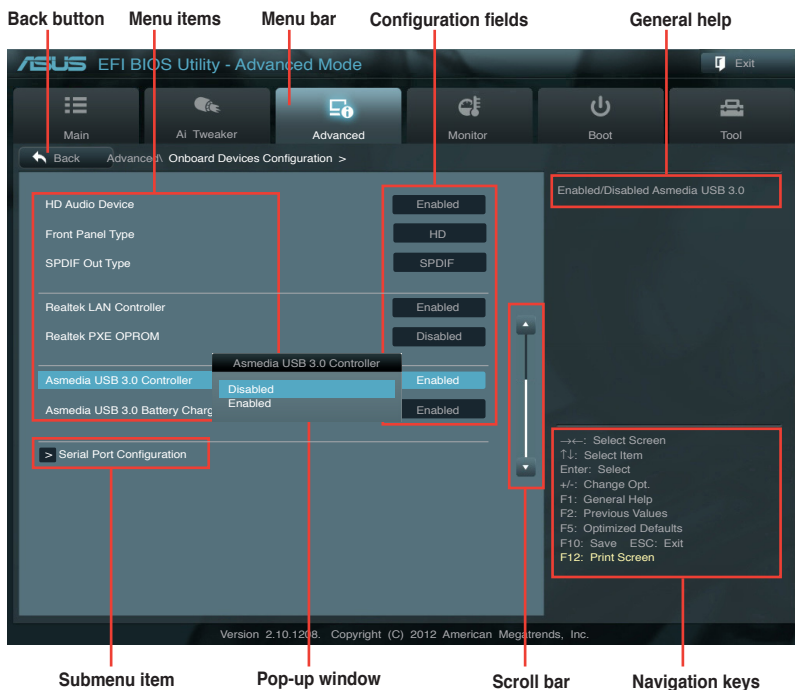 Back button Menu items Menu bar Configuration fields General help
ASUS EFI BIOS Utility - Advanced Mode Exit
Main Ai Tweaker Advanced Monitor Boot Tool
Back Advanced\ Onboard Devices Configuration >
Enabled/Disabled Asmedia USB 3.0
HD Audio Device Enabled
Front Panel Type HD
SPDIF Out Type SPDIF
Realtek LAN Controller Enabled
Realtek PXE OPROM Disabled
Asmedia USB 3.0 Controller
Asmedia USB 3.0 Controller Enabled
Disabled
Enabled
Asmedia USB 3.0 Battery Charg Enabled
> Serial Port Configuration
→←: Select Screen
↑↓: Select Item
Enter: Select
+/-: Change Opt.
F1: General Help
F2: Previous Values
F5: Optimized Defaults
F10: Save ESC: Exit
F12: Print Screen
Version 2.10.1208. Copyright (C) 2012 American Megatrends, Inc.
Submenu item Pop-up window Scroll bar Navigation keys